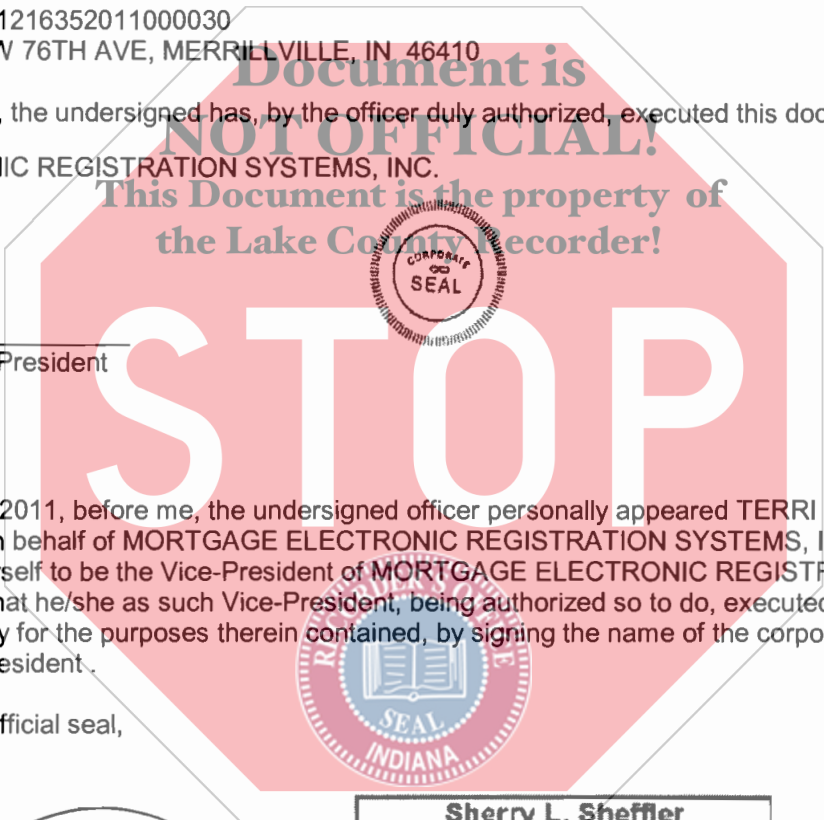 1216352011000030
W 76TH AVE, MERRILLVILLE, IN 46410
Document is
, the undersigned has, by the officer duly authorized, executed this doc
NOT OFFICIAL!
IC REGISTRATION SYSTEMS, INC.
This Document is the property of
the Lake County Recorder!
CORPORATE
SEAL
STOP
President
2011, before me, the undersigned officer personally appeared TERRI
n behalf of MORTGAGE ELECTRONIC REGISTRATION SYSTEMS, I
rself to be the Vice-President of MORTGAGE ELECTRONIC REGISTR
hat he/she as such Vice-President, being authorized so to do, executed
y for the purposes therein contained, by signing the name of the corpo
esident .
RECORDER'S OFFICE
SEAL
INDIANA
fficial seal,
Sherry L. Sheffler